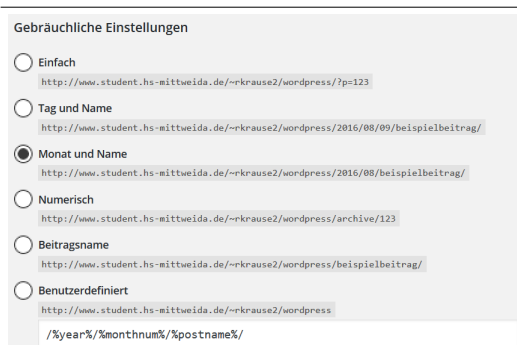 Gebräuchliche Einstellungen
Einfach
http://www.student.hs-mittweida.de/~rkrause2/wordpress/?p=123
Tag und Name
http://www.student.hs-mittweida.de/~rkrause2/wordpress/2016/08/09/beispielbeitrag/
Monat und Name
http://www.student.hs-mittweida.de/~rkrause2/wordpress/2016/08/beispielbeitrag/
Numerisch
http://www.student.hs-mittweida.de/~rkrause2/wordpress/archive/123
Beitragsname
http://www.student.hs-mittweida.de/~rkrause2/wordpress/beispielbeitrag/
Benutzerdefiniert
http://www.student.hs-mittweida.de/~rkrause2/wordpress
/%year%/%monthnum%/%postname%/